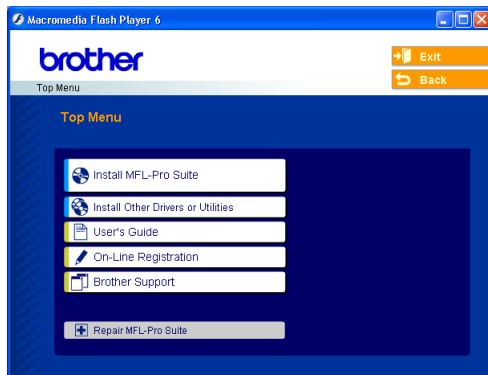 Macromedia Flash Player 6
brother
Exit
Top Menu
Back
Top Menu
Install MFL-Pro Suite
Install Other Drivers or Utilities
User's Guide
On-Line Registration
Brother Support
Repair MFL-Pro Suite